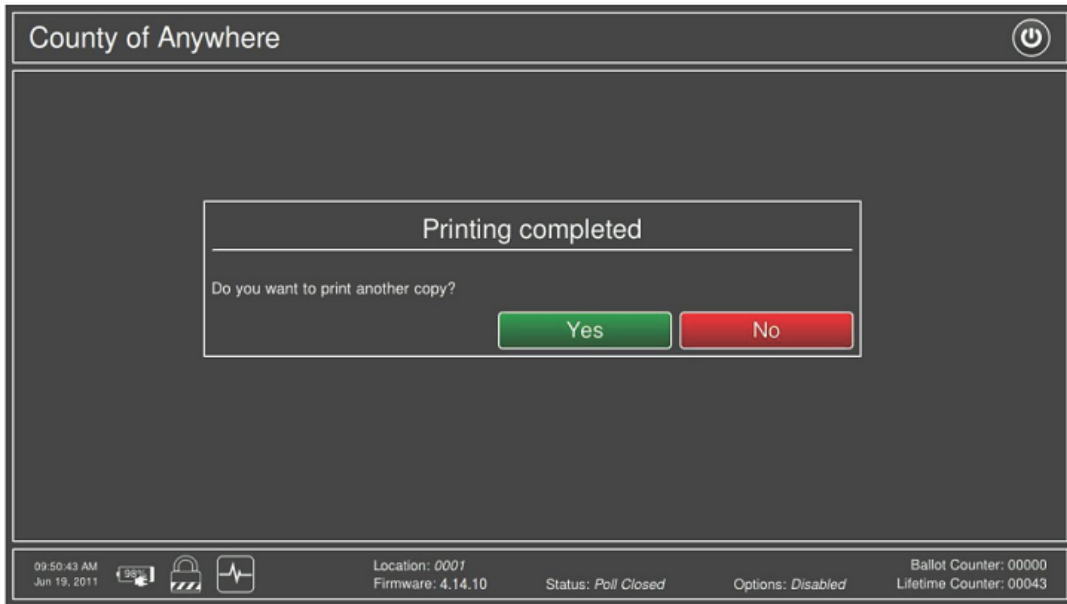 County of Anywhere
Printing completed
Do you want to print another copy?
Yes No
09:50:43 AM
Jun 19, 2011
98%
Location: 0001
Firmware: 4.14.10
Status: Poll Closed
Options: Disabled
Ballot Counter: 00000
Lifetime Counter: 00043